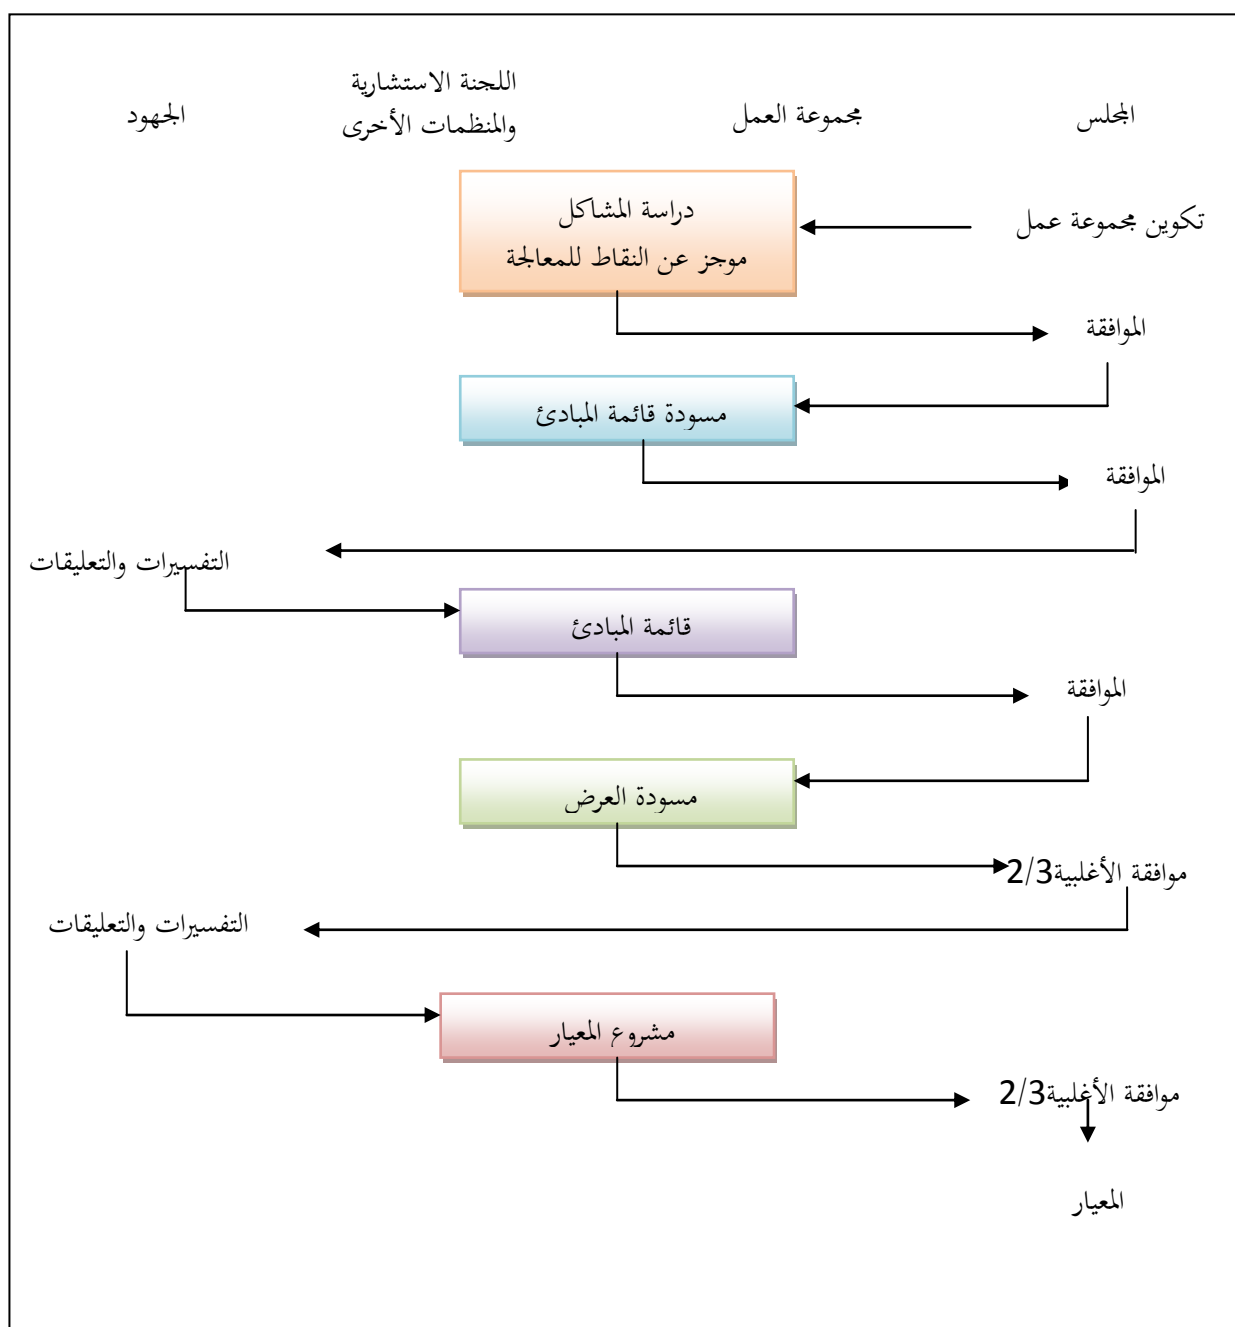 المجلس
مجموعة العمل
اللجنة الاستشارية
والمنظمات الأخرى
الجهود
تكوين مجموعة عمل
دراسة المشاكل
موجز عن النقاط للمعالجة
الموافقة
مسودة قائمة المبادئ
الموافقة
التفسيرات والتعليقات
قائمة المبادئ
الموافقة
مسودة العرض
موافقة الأغلبية2/3
التفسيرات والتعليقات
مشروع المعيار
موافقة الأغلبية2/3
المعيار